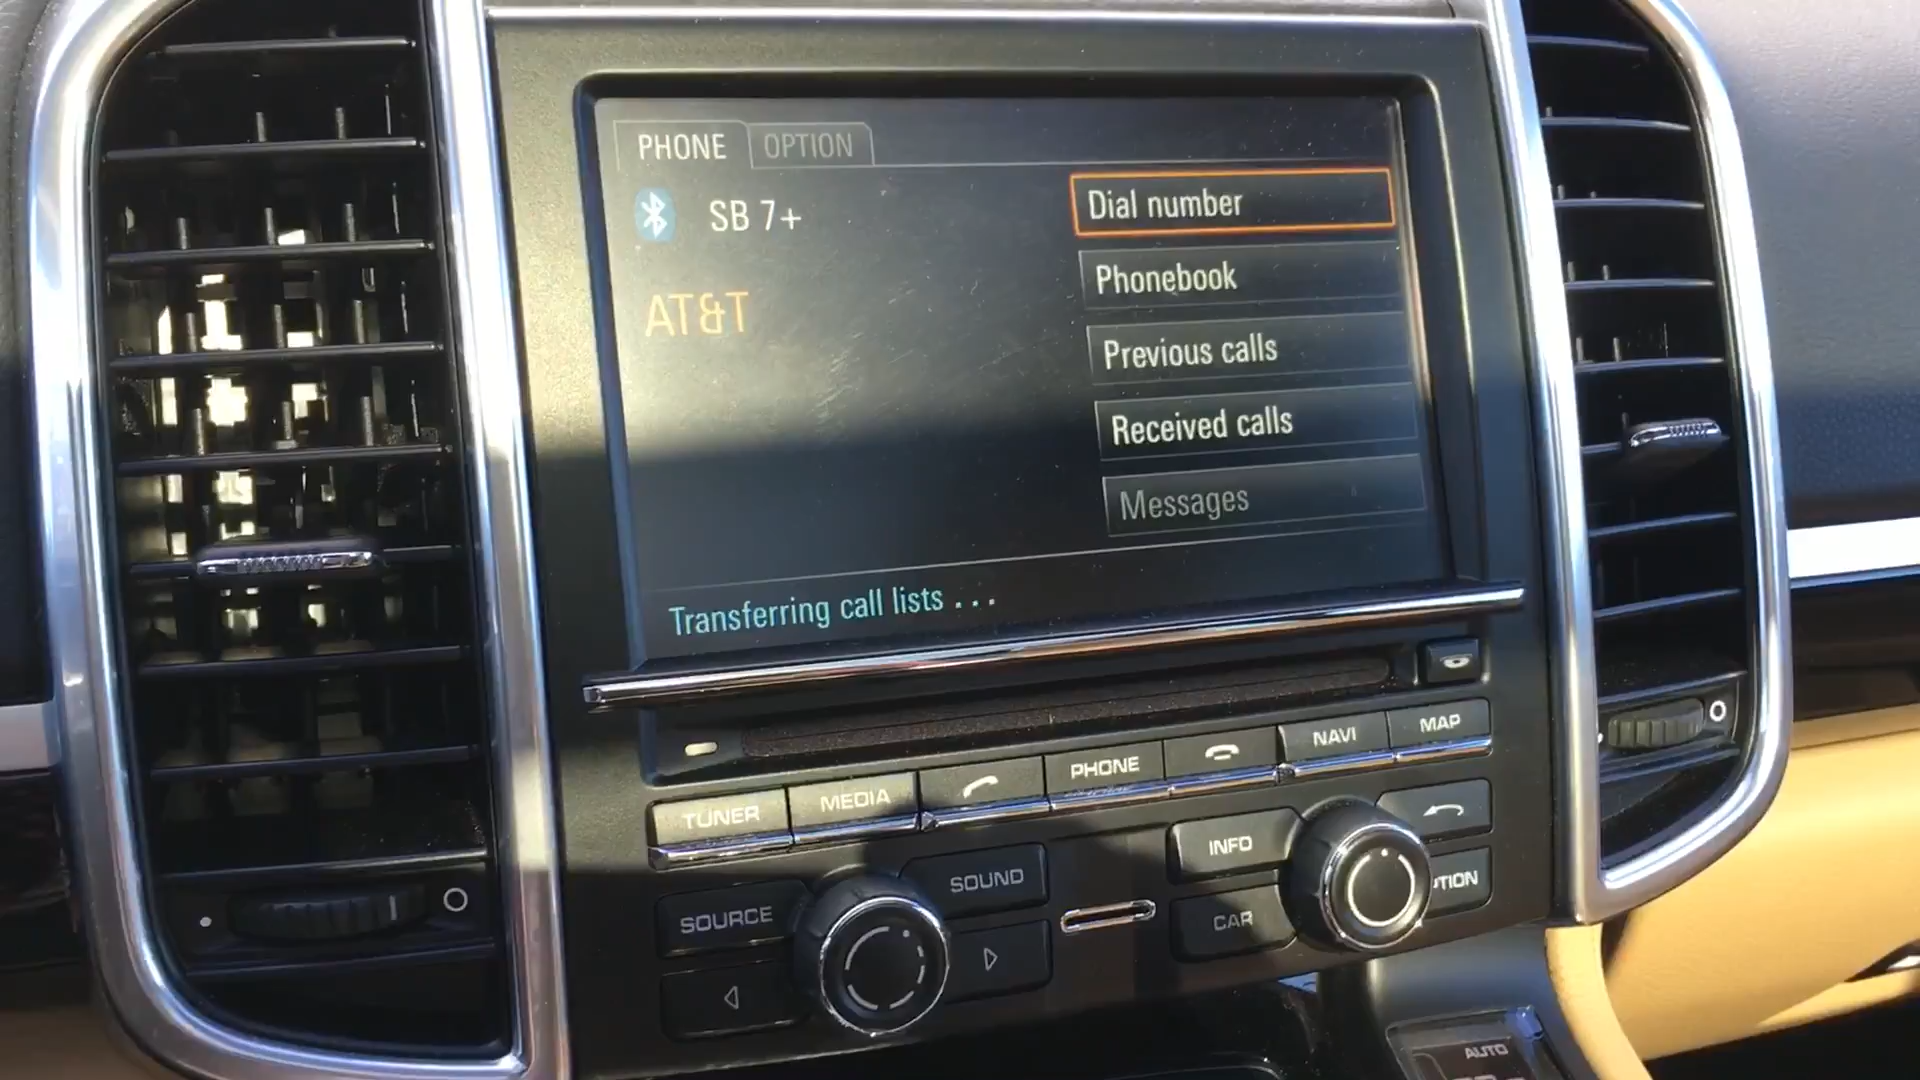 PHONE
OPTION
SB 7+
AT&T
Dial number
Phonebook
Previous calls
Received calls
Messages
Transferring call lists . . .
TUNER
MEDIA
PHONE
NAVI
MAP
SOURCE
SOUND
INFO
CAR
TION
AUTO